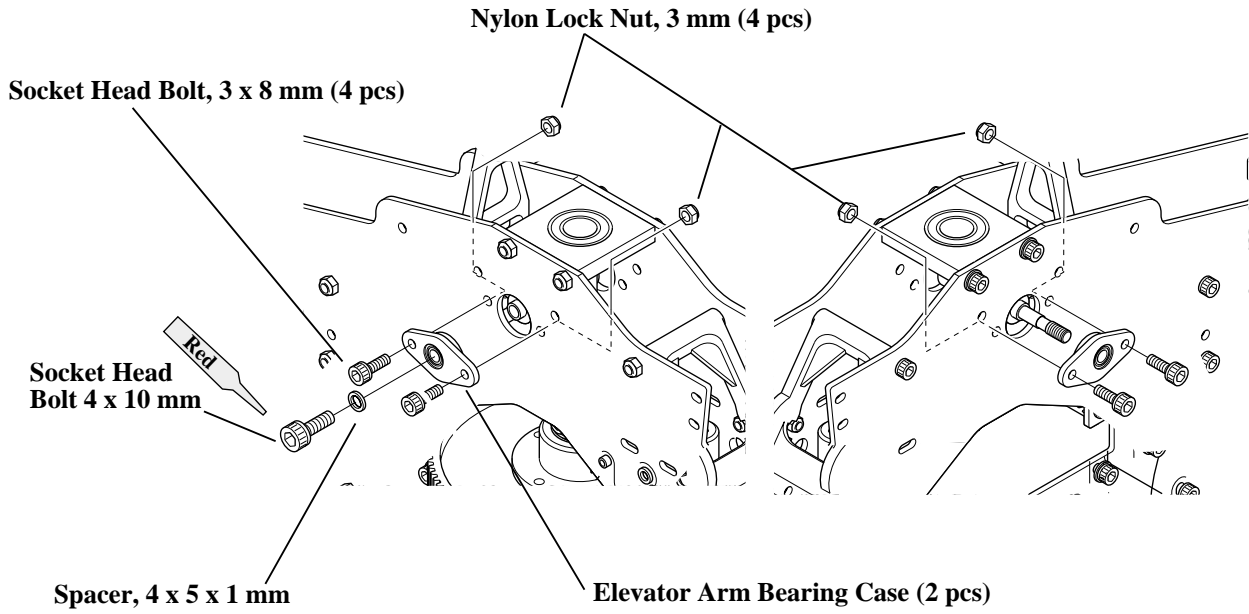 Nylon Lock Nut, 3 mm (4 pcs)
Socket Head Bolt, 3 x 8 mm (4 pcs)
Red
Socket Head
Bolt 4 x 10 mm
Spacer, 4 x 5 x 1 mm
Elevator Arm Bearing Case (2 pcs)